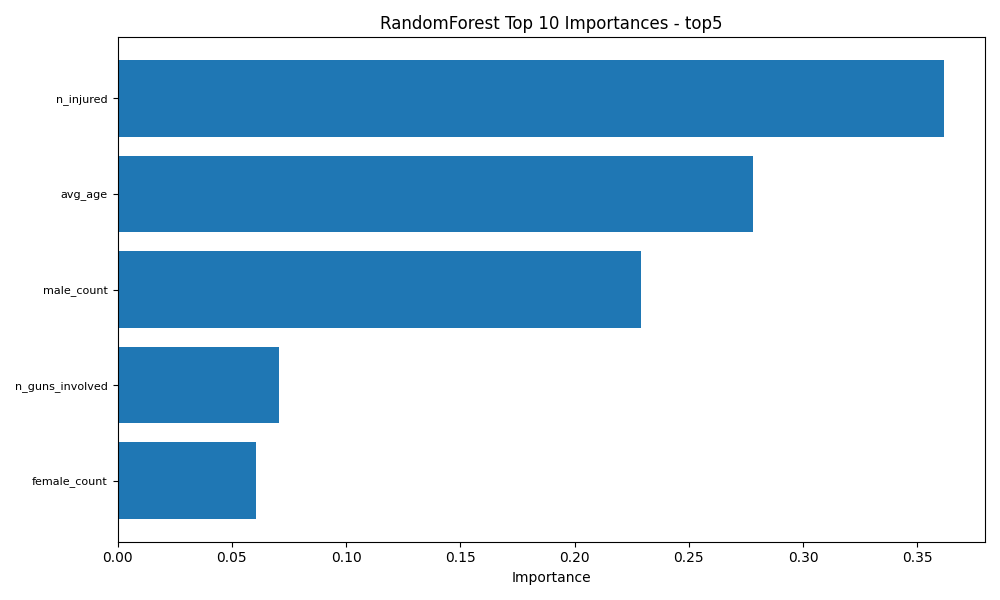 RandomForest Top 10 Importances - top5
n_injured
avg_age
male_count
n_guns_involved
female_count
0.00 0.05 0.10 0.15 0.20 0.25 0.30 0.35
Importance